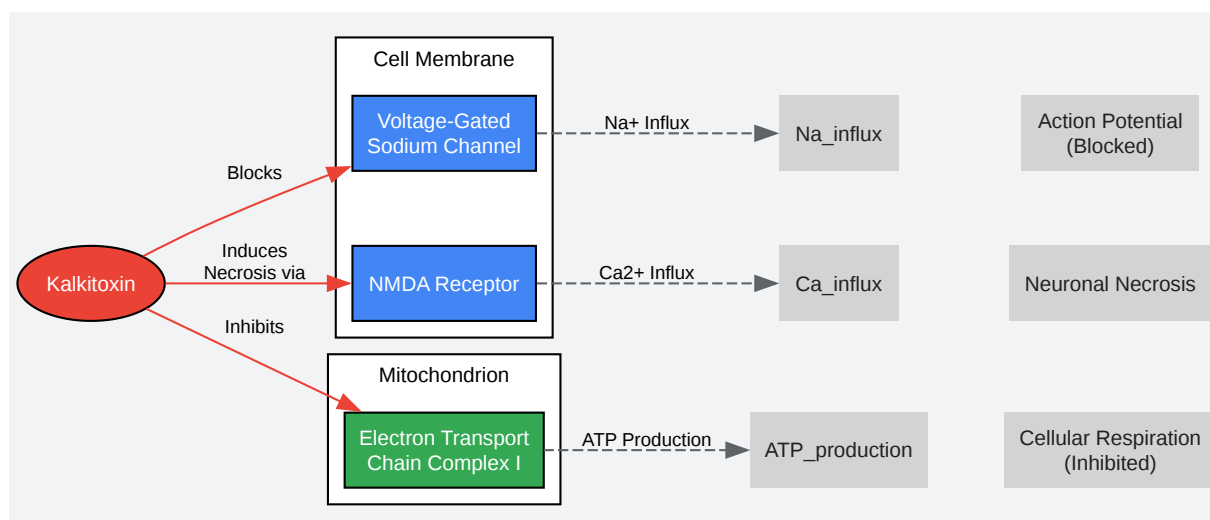 Cell Membrane
Voltage-Gated
Sodium Channel
Na+ Influx
Na_influx
Action Potential
(Blocked)
Blocks
Induces
Necrosis via
Kalkitoxin
NMDA Receptor
Ca2+ Influx
Ca_influx
Neuronal Necrosis
Inhibits
Mitochondrion
Electron Transport
Chain Complex I
ATP Production
ATP_production
Cellular Respiration
(Inhibited)